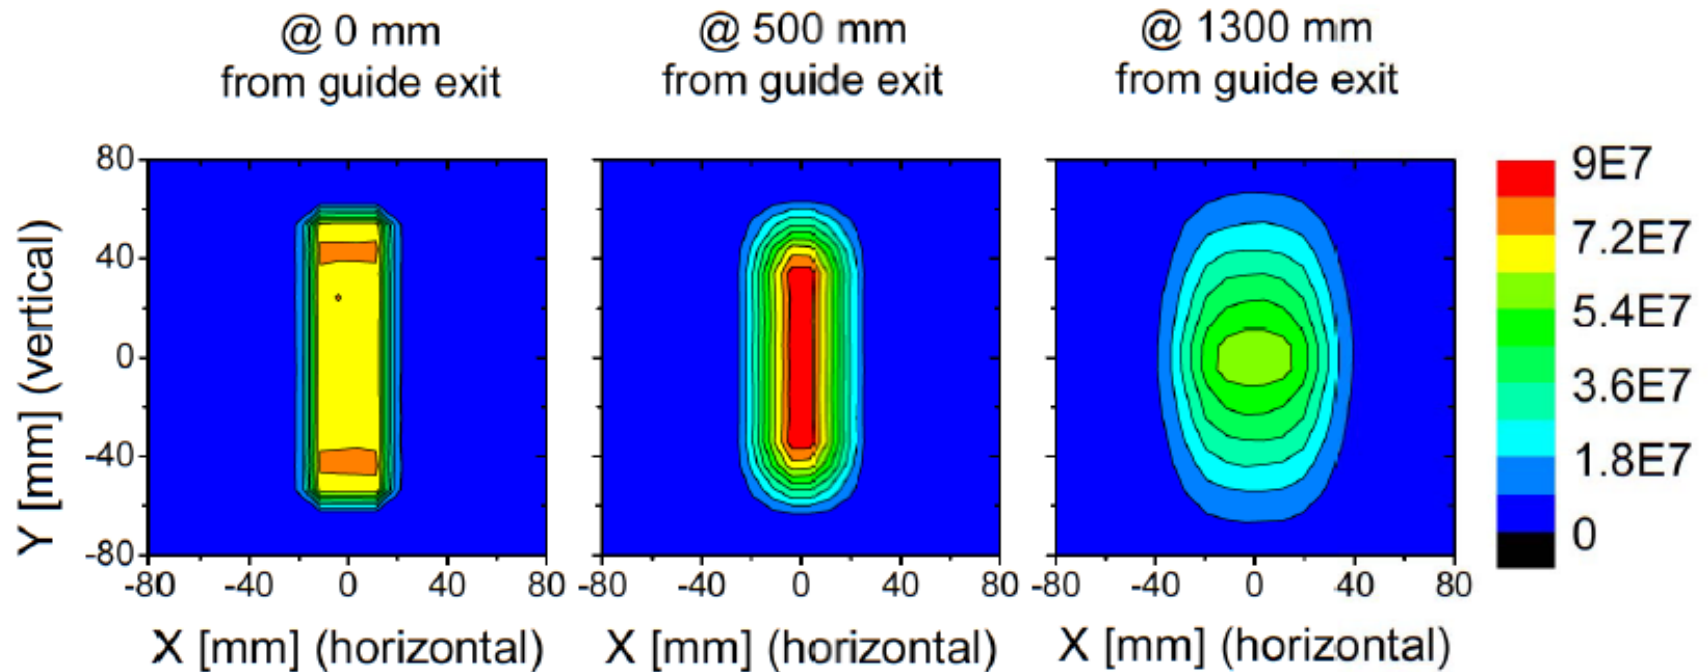 @ 0 mm
from guide exit
@ 500 mm
from guide exit
@ 1300 mm
from guide exit
Y [mm] (vertical)
80
40
0
-40
-80
-80 -40 0 40 80
-80 -40 0 40 80
-80 -40 0 40 80
X [mm] (horizontal)
X [mm] (horizontal)
X [mm] (horizontal)
9E7
7.2E7
5.4E7
3.6E7
1.8E7
0